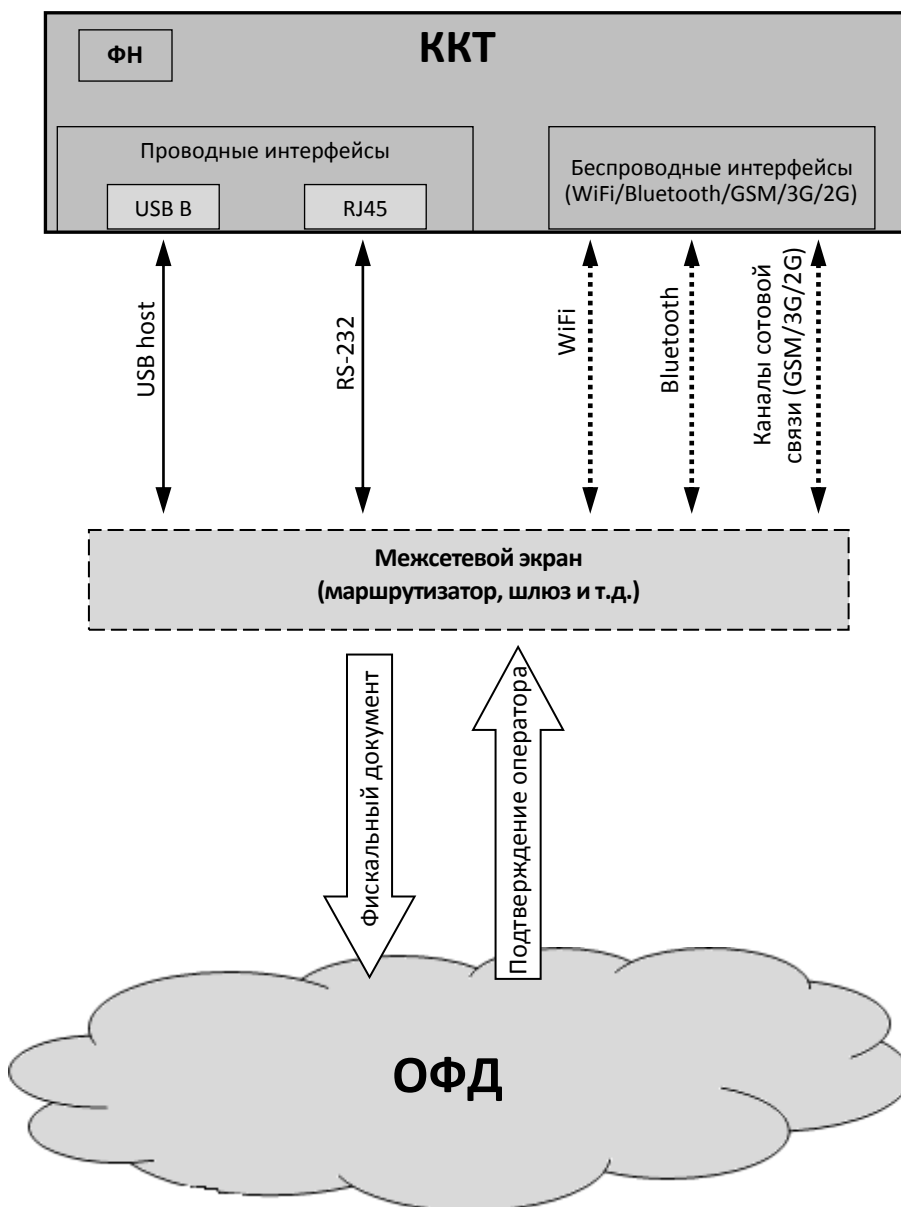 ККТ
ФН
Проводные интерфейсы
USB B
RJ45
Беспроводные интерфейсы
(WiFi/Bluetooth/GSM/3G/2G)
USB host
RS-232
WiFi
Bluetooth
Каналы сотовой
связи (GSM/3G/2G)
Межсетевой экран
(маршрутизатор, шлюз и т.д.)
Фискальный документ
Подтверждение оператора
ОФД